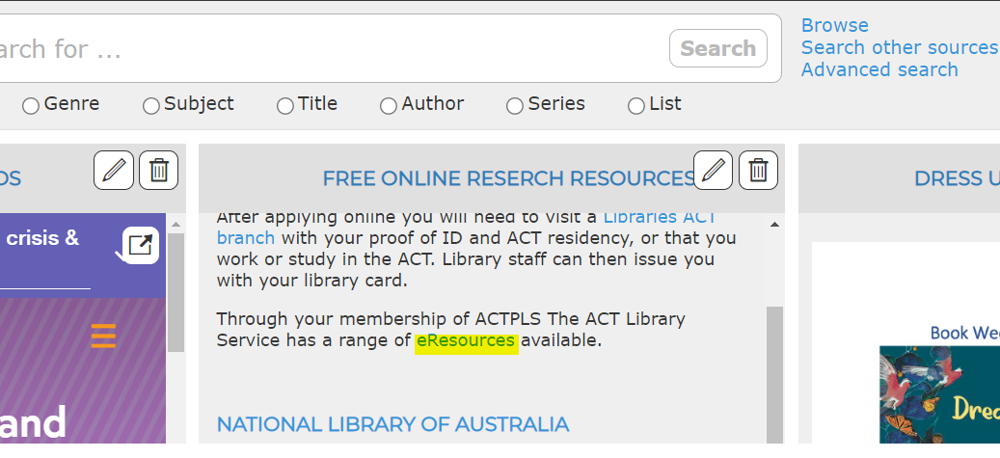 arch for ...
Search
Browse
Search other sources
Advanced search
Genre
Subject
Title
Author
Series
List
FREE ONLINE RESERCH RESOURCES
DRESS U
crisis &
and
After applying online you will need to visit a Libraries ACT
branch with your proof of ID and ACT residency, or that you
work or study in the ACT. Library staff can then issue you
with your library card.
Through your membership of ACTPLS The ACT Library
Service has a range of eResources available.
NATIONAL LIBRARY OF AUSTRALIA
Book We
Drea